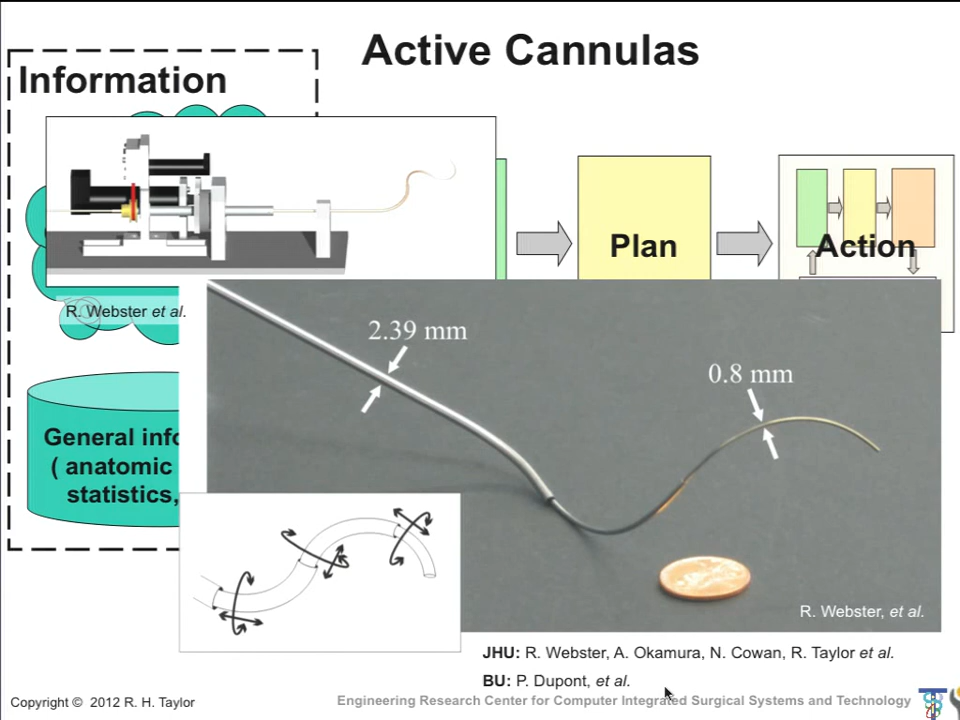 Active Cannulas
Information
Plan
Action
R. Webster et al.
2.39 mm
0.8 mm
General info
( anatomic
statistics,
R. Webster, et al.
JHU: R. Webster, A. Okamura, N. Cowan, R. Taylor et al.
BU: P. Dupont, et al.
Copyright © 2012 R. H. Taylor
Engineering Research Center for Computer Integrated Surgical Systems and Technology